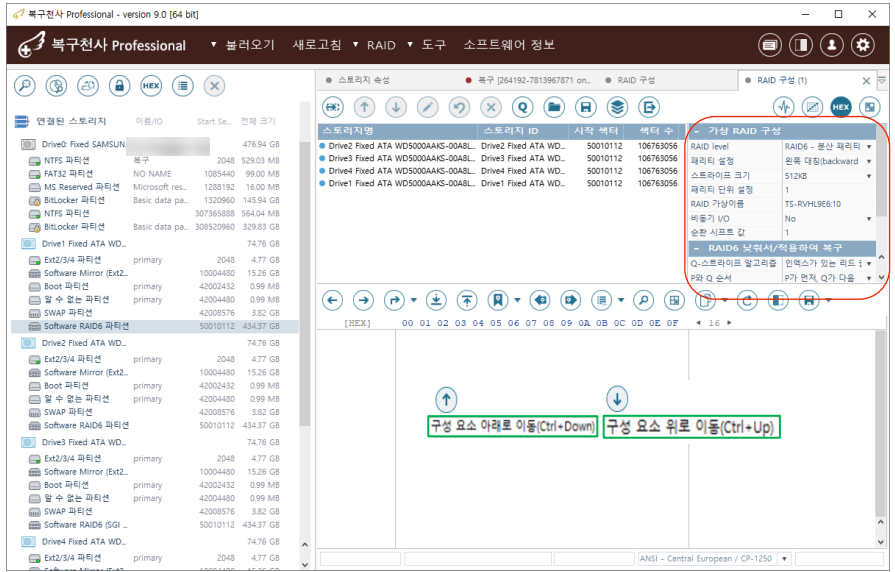 복구천사 Professional - version 9.0 [64 bit]
복구천사 Professional ▼ 불러오기 새로고침 ▼ RAID ▼ 도구 소프트웨어 정보
HEX
연결된 스토리지 이름/ID Start Se... 전체 크기
Drive0: Fixed SAMSUN 476.94 GB
NTFS 파티션 복구 2048 529.03 MB
FAT32 파티션 NO NAME 1085440 99.00 MB
MS Reserved 파티션 Microsoft res... 1288192 16.00 MB
BitLocker 파티션 Basic data pa... 1320960 145.94 GB
NTFS 파티션 307365888 564.04 MB
BitLocker 파티션 Basic data pa... 308520960 329.83 GB
Drive1 Fixed ATA WD... 74.76 GB
Ext2/3/4 파티션 primary 2048 4.77 GB
Software Mirror (Ext2... 10004480 15.26 GB
Boot 파티션 primary 42002432 0.99 MB
알 수 없는 파티션 primary 42004480 0.99 MB
SWAP 파티션 42008576 3.82 GB
Software RAID6 파티션 50010112 434.37 GB
Drive2 Fixed ATA WD... 74.76 GB
Ext2/3/4 파티션 primary 2048 4.77 GB
Software Mirror (Ext2... 10004480 15.26 GB
Boot 파티션 primary 42002432 0.99 MB
알 수 없는 파티션 primary 42004480 0.99 MB
SWAP 파티션 42008576 3.82 GB
Software RAID6 파티션 50010112 434.37 GB
Drive3 Fixed ATA WD... 74.76 GB
Ext2/3/4 파티션 primary 2048 4.77 GB
Software Mirror (Ext2... 10004480 15.26 GB
Boot 파티션 primary 42002432 0.99 MB
알 수 없는 파티션 primary 42004480 0.99 MB
SWAP 파티션 42008576 3.82 GB
Software RAID6 (SGI ... 50010112 434.37 GB
Drive4 Fixed ATA WD... 74.76 GB
Ext2/3/4 파티션 primary 2048 4.77 GB
스토리지 속성 복구 [264192-7813967871 on... RAID 구성 RAID 구성 (1)
Q HEX
스토리지명 스토리지 ID 시작 섹터 섹터 수
Drive2 Fixed ATA WD5000AAKS-00A8L... Drive2 Fixed ATA WD... 50010112 106763056
Drive3 Fixed ATA WD5000AAKS-00A8L... Drive3 Fixed ATA WD... 50010112 106763056
Drive4 Fixed ATA WD5000AAKS-00A8L... Drive4 Fixed ATA WD... 50010112 106763056
Drive1 Fixed ATA WD5000AAKS-00A8L... Drive1 Fixed ATA WD... 50010112 106763056
− 가상 RAID 구성
RAID level RAID6 - 분산 패리티
패리티 설정 왼쪽 대칭(backward
스트라이프 크기 512KB
패리티 단위 설정 1
RAID 가상이름 TS-RVHL9E6:10
비동기 I/O No
순환 시프트 값 1
− RAID6 낮춰서/적용하여 복구
Q-스트라이프 알고리즘 인덱스가 있는 리드
P와 Q 순서 P가 먼저, Q가 다음
[HEX] 00 01 02 03 04 05 06 07 08 09 0A 0B 0C 0D 0E 0F ◀ 16 ▶
구성 요소 아래로 이동(Ctrl+Down)
구성 요소 위로 이동(Ctrl+Up)
ANSI - Central European / CP-1250